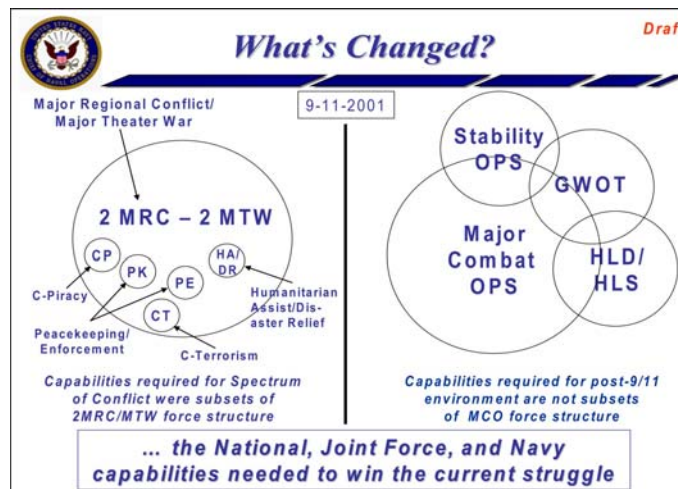 What's Changed?
Draf
Major Regional Conflict/
Major Theater War
9-11-2001
2 MRC – 2 MTW
CP
PK
PE
HA/
DR
CT
C-Piracy
Peacekeeping/
Enforcement
C-Terrorism
Humanitarian
Assist/Dis-
aster Relief
Capabilities required for Spectrum
of Conflict were subsets of
2MRC/MTW force structure
Stability
OPS
GWOT
Major
Combat
OPS
HLD/
HLS
Capabilities required for post-9/11
environment are not subsets
of MCO force structure
... the National, Joint Force, and Navy
capabilities needed to win the current struggle